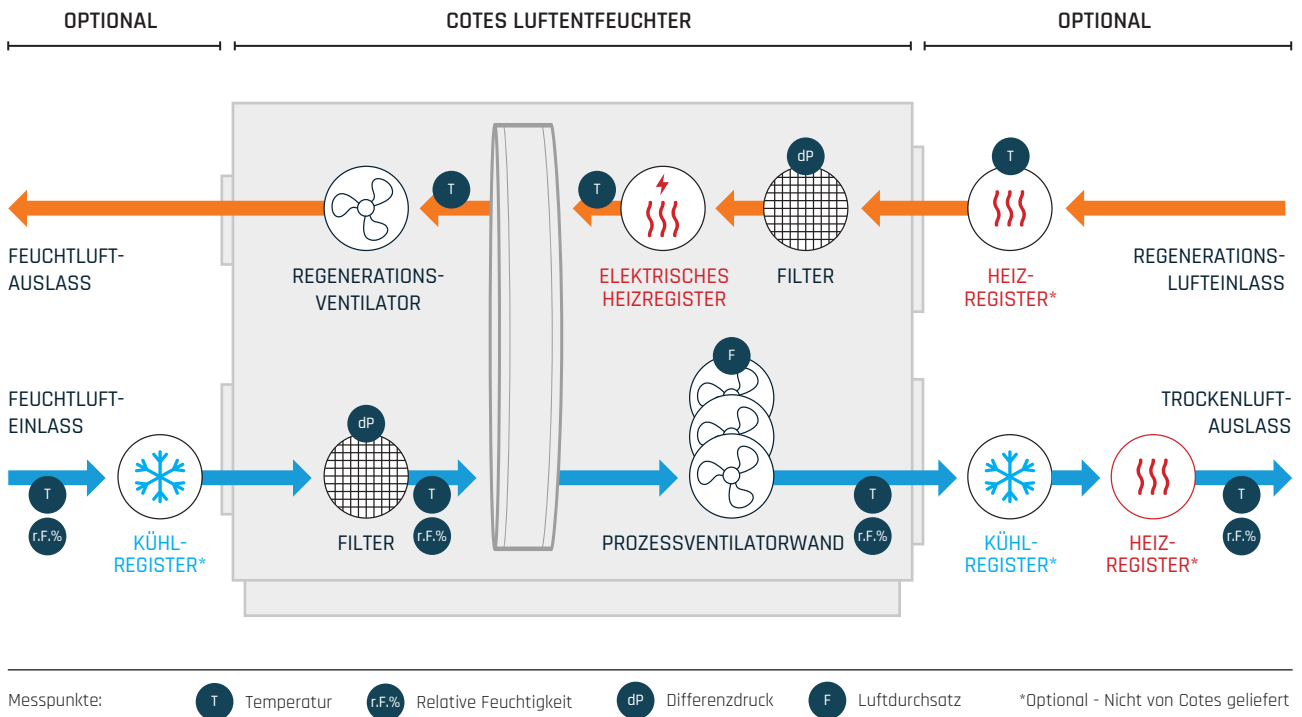 OPTIONAL
COTES LUFTENTFEUCHTER
OPTIONAL
dP
T
T
T
FEUCHTLUFT-
AUSLASS
REGENERATIONS-
VENTILATOR
ELEKTRISCHES
HEIZREGISTER
FILTER
HEIZ-
REGISTER*
REGENERATIONS-
LUFTEINLASS
F
FEUCHTLUFT-
EINLASS
TROCKENLUFT-
AUSLASS
dP
T
T
T
T
r.F.%
r.F.%
r.F.%
r.F.%
KÜHL-
REGISTER*
FILTER
PROZESSVENTILATORWAND
KÜHL-
REGISTER*
HEIZ-
REGISTER*
Messpunkte:
T Temperatur
r.F.% Relative Feuchtigkeit
dP Differenzdruck
F Luftdurchsatz
*Optional - Nicht von Cotes geliefert